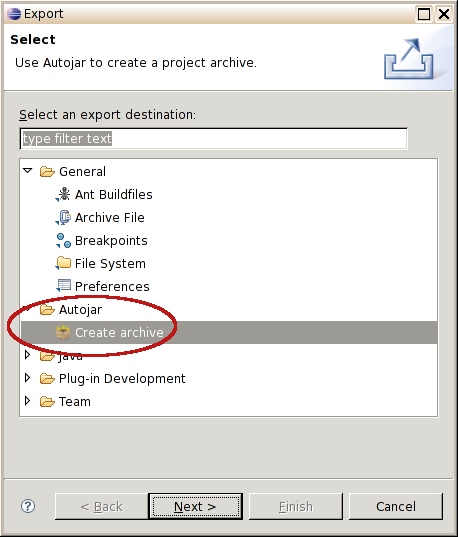 Export
Select
Use Autojar to create a project archive.
Select an export destination:
type filter text
General
Ant Buildfiles
Archive File
Breakpoints
File System
Preferences
Autojar
Create archive
Java
Plug-in Development
Team
?
< Back
Next >
Finish
Cancel